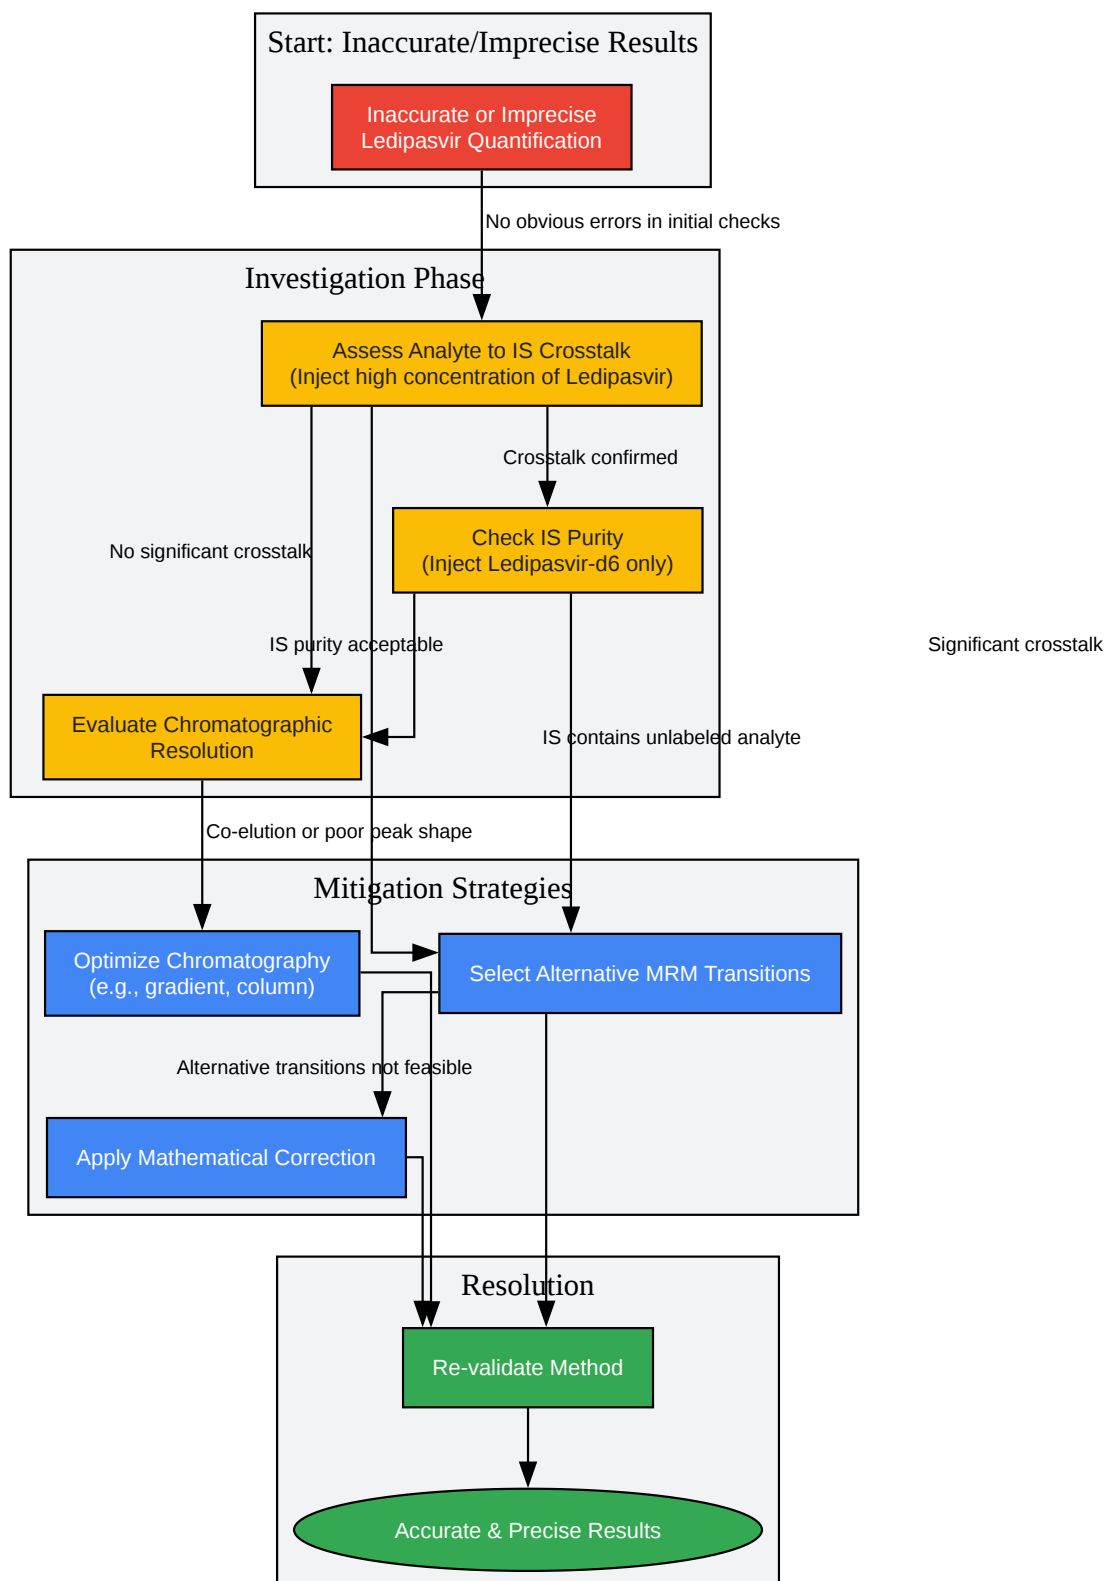 Start: Inaccurate/Imprecise Results
Inaccurate or Imprecise
Ledipasvir Quantification
No obvious errors in initial checks
Investigation Phase
Assess Analyte to IS Crosstalk
(Inject high concentration of Ledipasvir)
Crosstalk confirmed
Check IS Purity
(Inject Ledipasvir-d6 only)
No significant crosstalk
IS purity acceptable
Significant crosstalk
Evaluate Chromatographic
Resolution
IS contains unlabeled analyte
Co-elution or poor peak shape
Mitigation Strategies
Optimize Chromatography
(e.g., gradient, column)
Select Alternative MRM Transitions
Alternative transitions not feasible
Apply Mathematical Correction
Resolution
Re-validate Method
Accurate & Precise Results